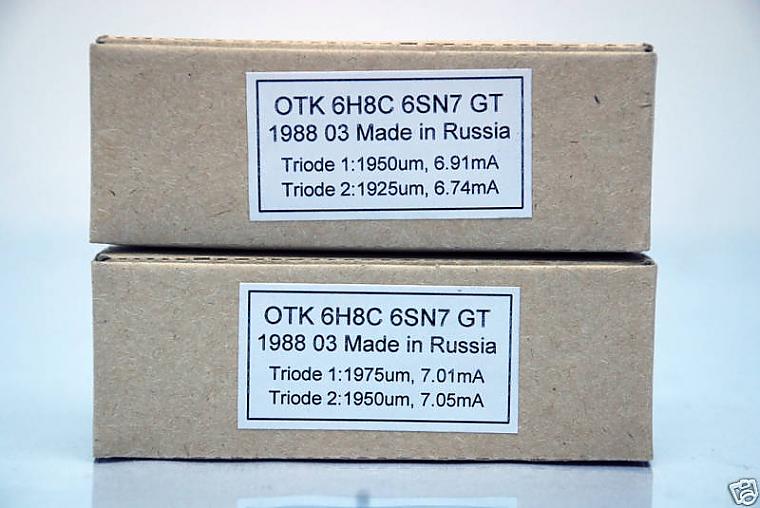 OTK 6H8C 6SN7 GT
1988 03 Made in Russia
Triode 1:1950um, 6.91mA
Triode 2:1925um, 6.74mA
OTK 6H8C 6SN7 GT
1988 03 Made in Russia
Triode 1:1975um, 7.01mA
Triode 2:1950um, 7.05mA